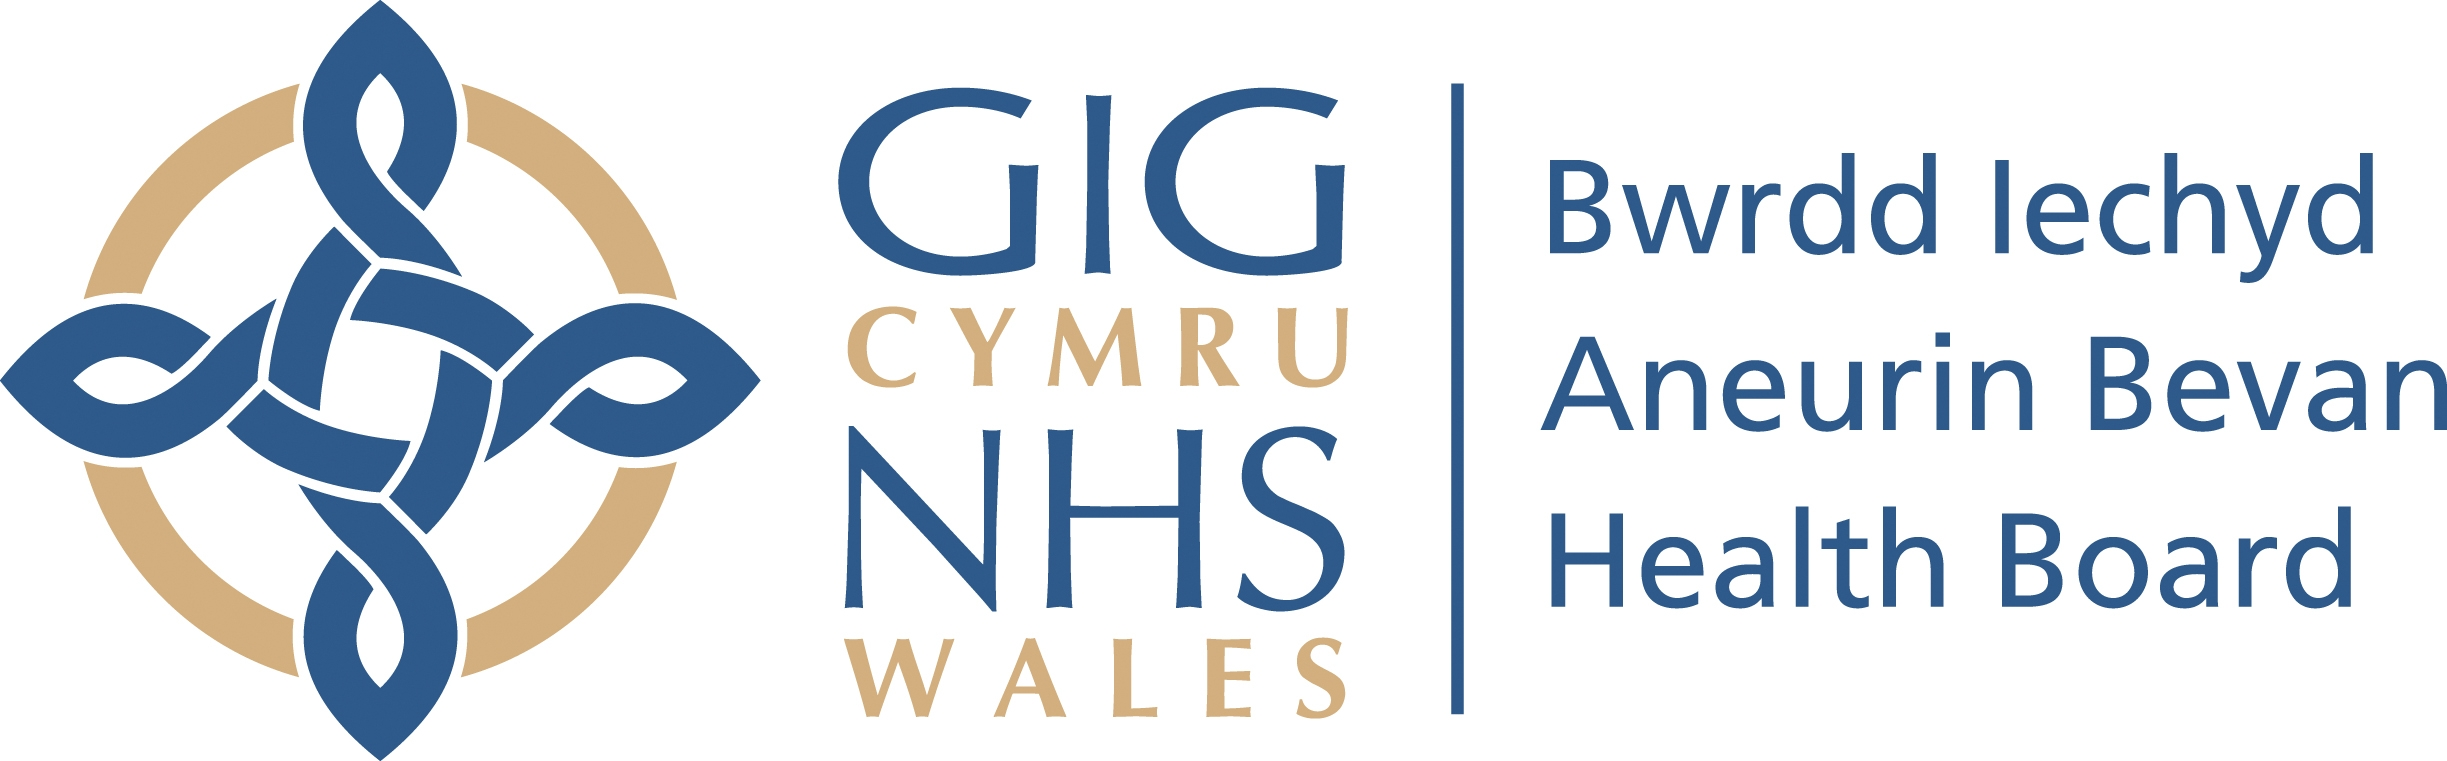 GIG
CYMRU
NHS
WALES
Bwrdd Iechyd
Aneurin Bevan
Health Board